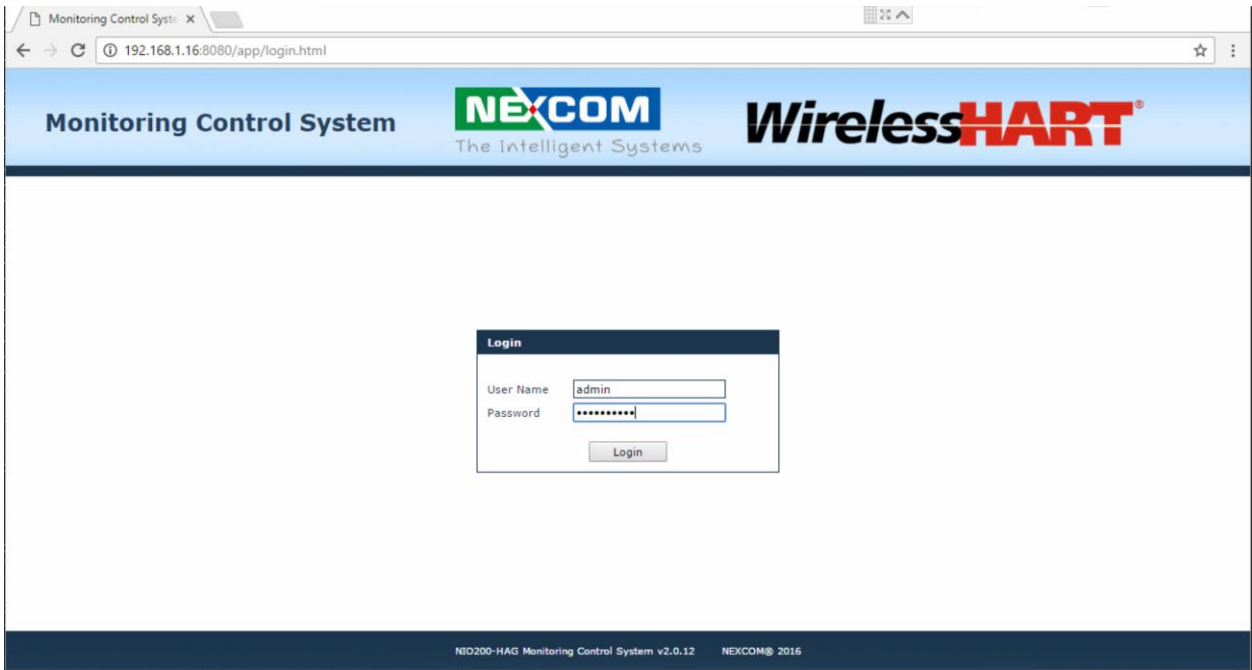 Monitoring Control Syste
192.168.1.16:8080/app/login.html
Monitoring Control System
NEXCOM
The Intelligent Systems
WirelessHART®
Login
User Name admin
Password ••••••••••
Login
NIO200-HAG Monitoring Control System v2.0.12 NEXCOM® 2016